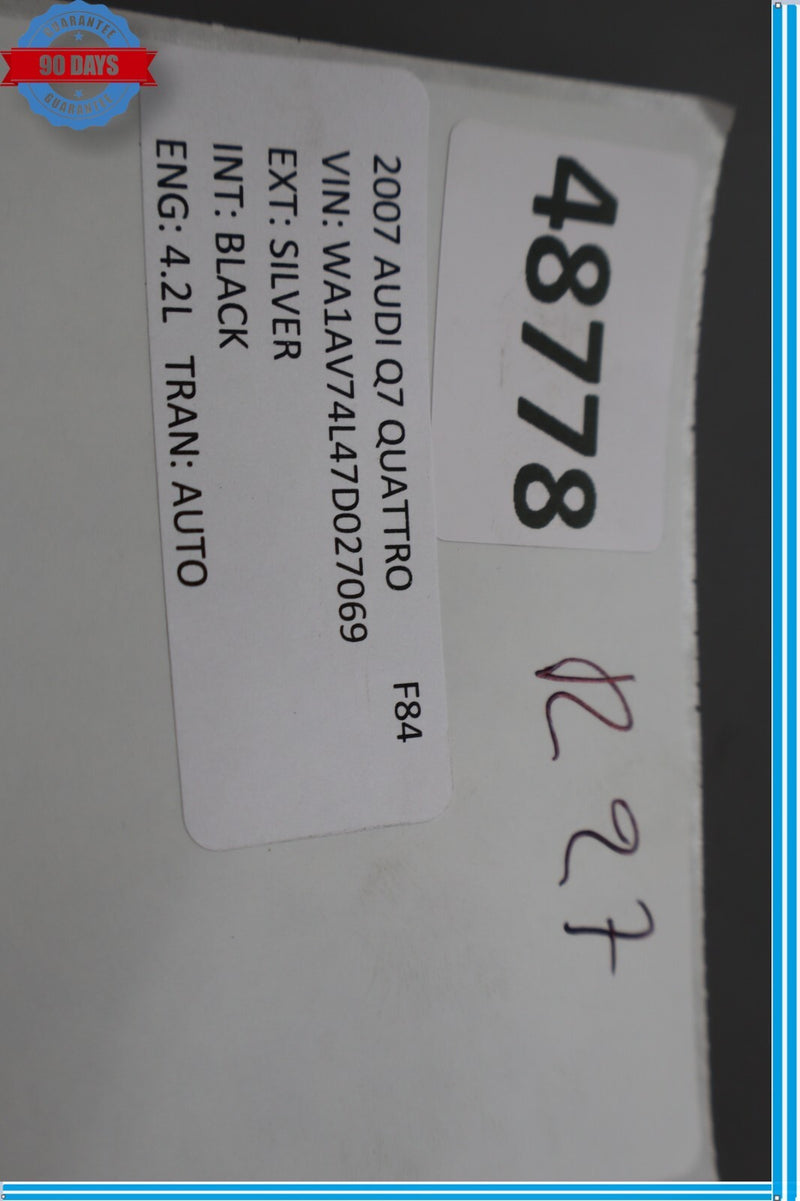 GUARANTEE
90 DAYS
GUARANTEE
48778
2007 AUDI Q7 QUATTRO F84
VIN: WA1AV74L47D027069
EXT: SILVER
INT: BLACK
ENG: 4.2L TRAN: AUTO
R 27